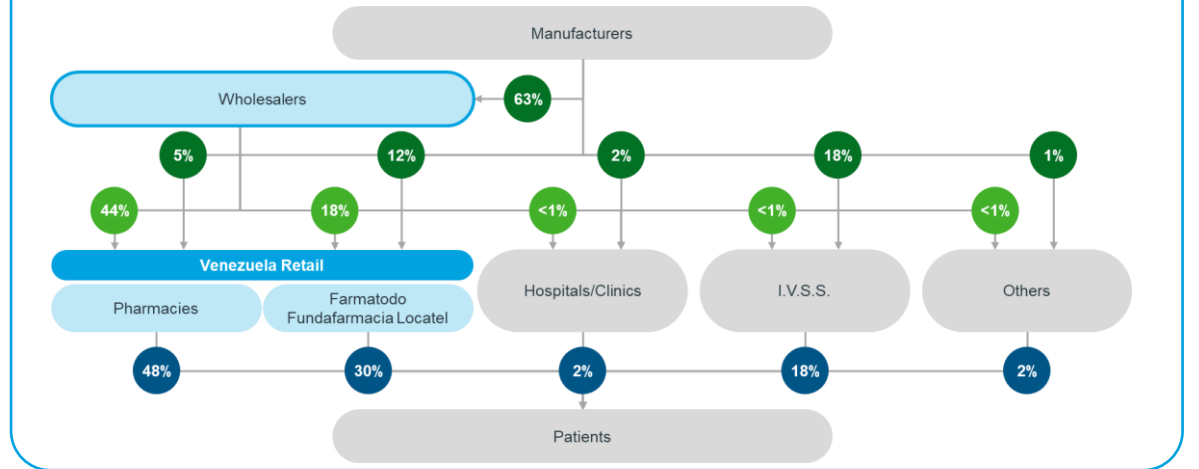 Manufacturers
Wholesalers
63%
5%
12%
2%
18%
1%
44%
18%
<1%
<1%
<1%
Venezuela Retail
Pharmacies
Farmatodo
Fundafarmacia Locatel
Hospitals/Clinics
I.V.S.S.
Others
48%
30%
2%
18%
2%
Patients